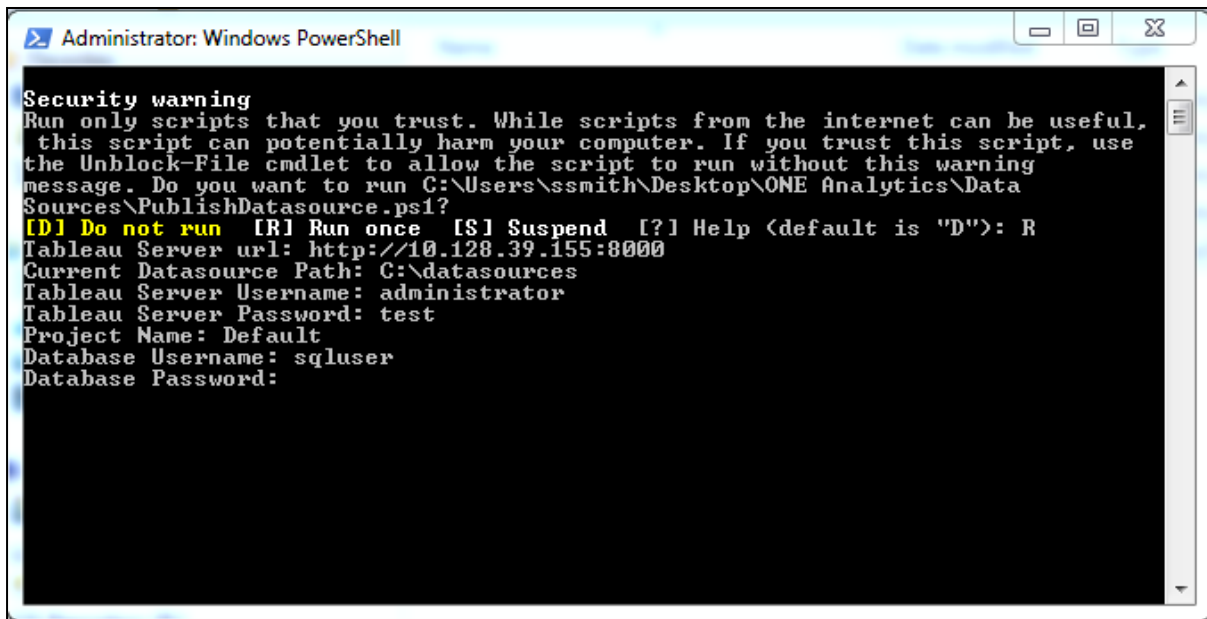 Administrator: Windows PowerShell
Security warning
Run only scripts that you trust. While scripts from the internet can be useful,
this script can potentially harm your computer. If you trust this script, use
the Unblock-File cmdlet to allow the script to run without this warning
message. Do you want to run C:\Users\ssmith\Desktop\ONE Analytics\Data
Sources\PublishDatasource.ps1?
[D] Do not run  [R] Run once  [S] Suspend  [?] Help (default is "D"): R
Tableau Server url: http://10.128.39.155:8000
Current Datasource Path: C:\datasources
Tableau Server Username: administrator
Tableau Server Password: test
Project Name: Default
Database Username: sqluser
Database Password: